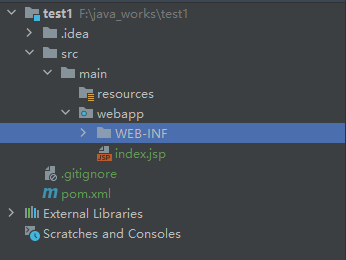 test1 F:\java_works\test1
.idea
src
main
resources
webapp
WEB-INF
JSP index.jsp
.gitignore
m pom.xml
External Libraries
Scratches and Consoles